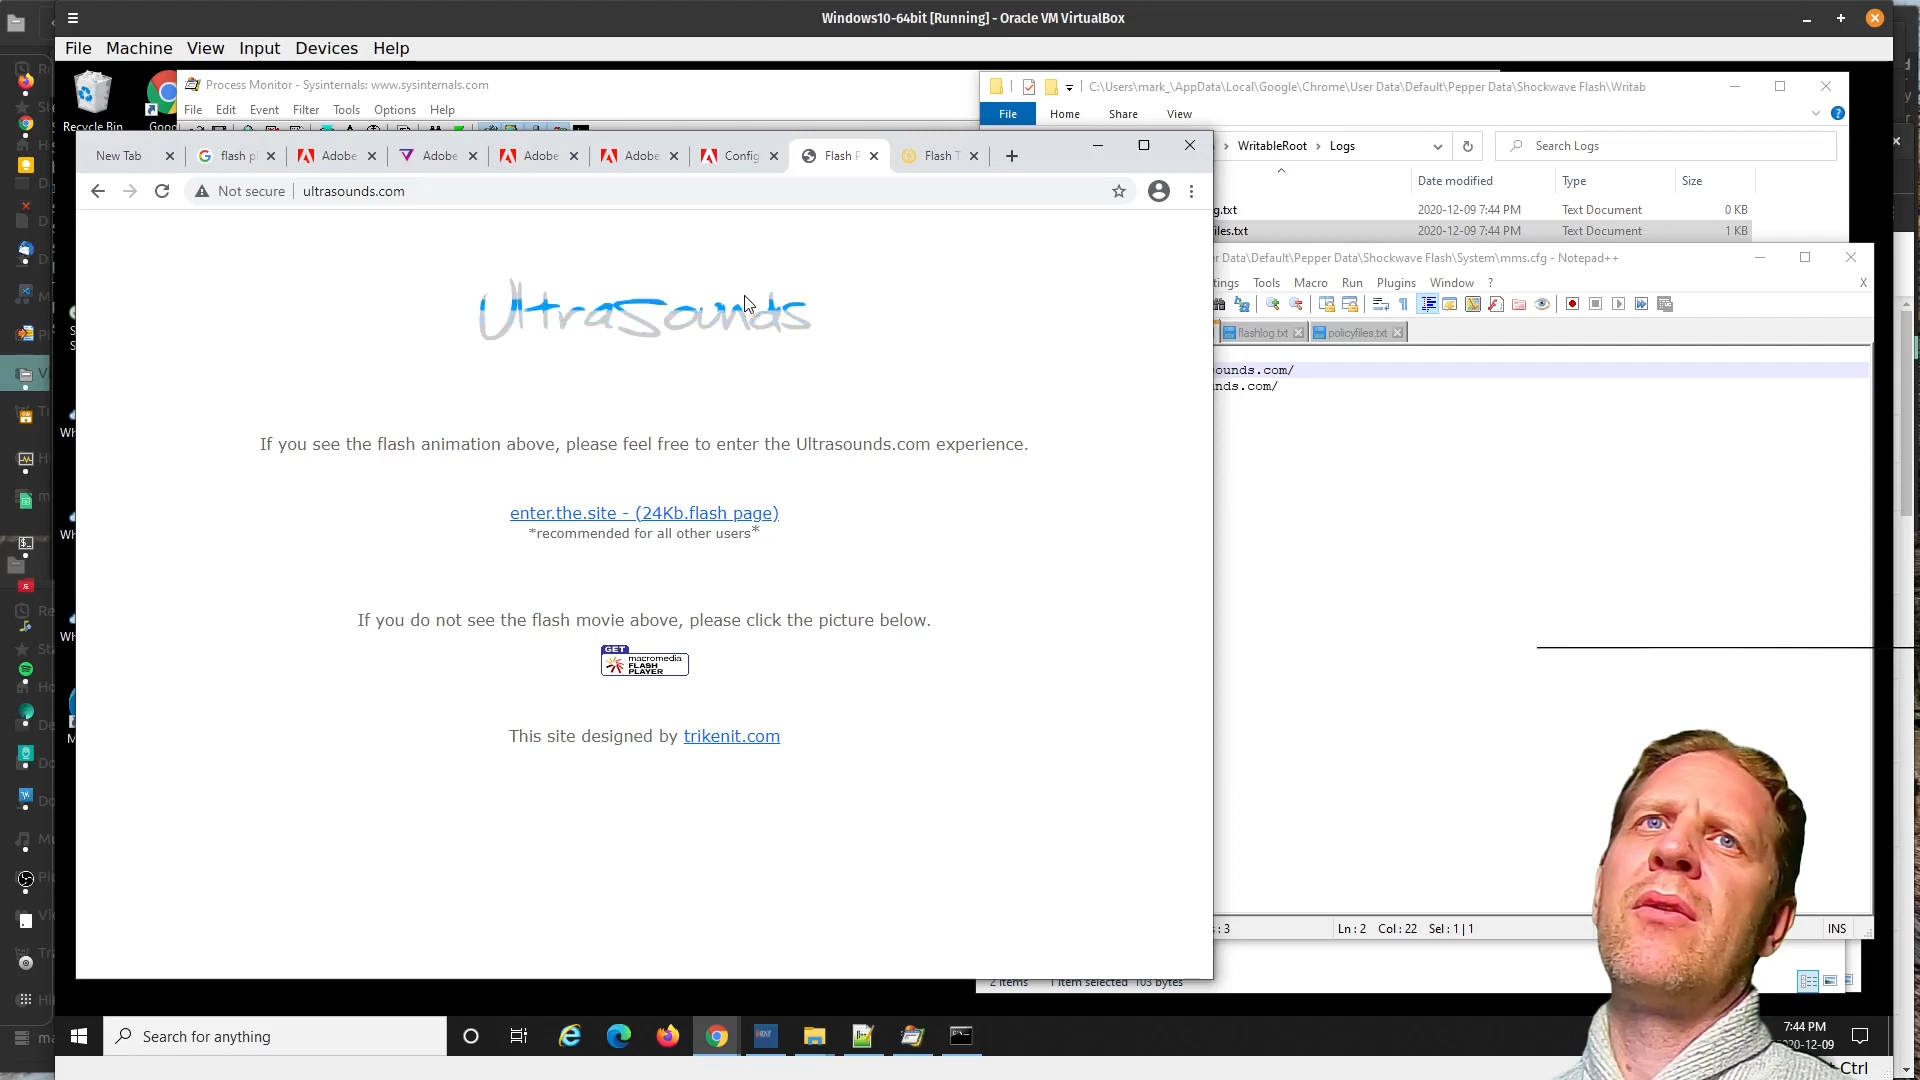 Windows10-64bit [Running] - Oracle VM VirtualBox
File Machine View Input Devices Help
Process Monitor - Sysinternals: www.sysinternals.com
File Edit Event Filter Tools Options Help
C:\Users\mark_\AppData\Local\Google\Chrome\User Data\Default\Pepper Data\Shockwave Flash\Writab
File Home Share View
Recycle Bin
New Tab
flash p
Adobe
Adobe
Adobe
Adobe
Config
Flash P
Flash T
WritableRoot Logs
Search Logs
Not secure ultrasounds.com
Date modified Type Size
g.txt 2020-12-09 7:44 PM Text Document 0 KB
iles.txt 2020-12-09 7:44 PM Text Document 1 KB
er Data\Default\Pepper Data\Shockwave Flash\System\mms.cfg - Notepad++
tings Tools Macro Run Plugins Window ? X
flashlog.txt policyfiles.txt
ounds.com/
nds.com/
UltraSounds
If you see the flash animation above, please feel free to enter the Ultrasounds.com experience.
enter.the.site - (24Kb.flash page)
*recommended for all other users*
If you do not see the flash movie above, please click the picture below.
GET
macromedia
FLASH
PLAYER
This site designed by trikenit.com
s : 3 Ln : 2 Col : 22 Sel : 1 | 1 INS
2 items 1 item selected 103 bytes
Search for anything
7:44 PM
2020-12-09
Ctrl